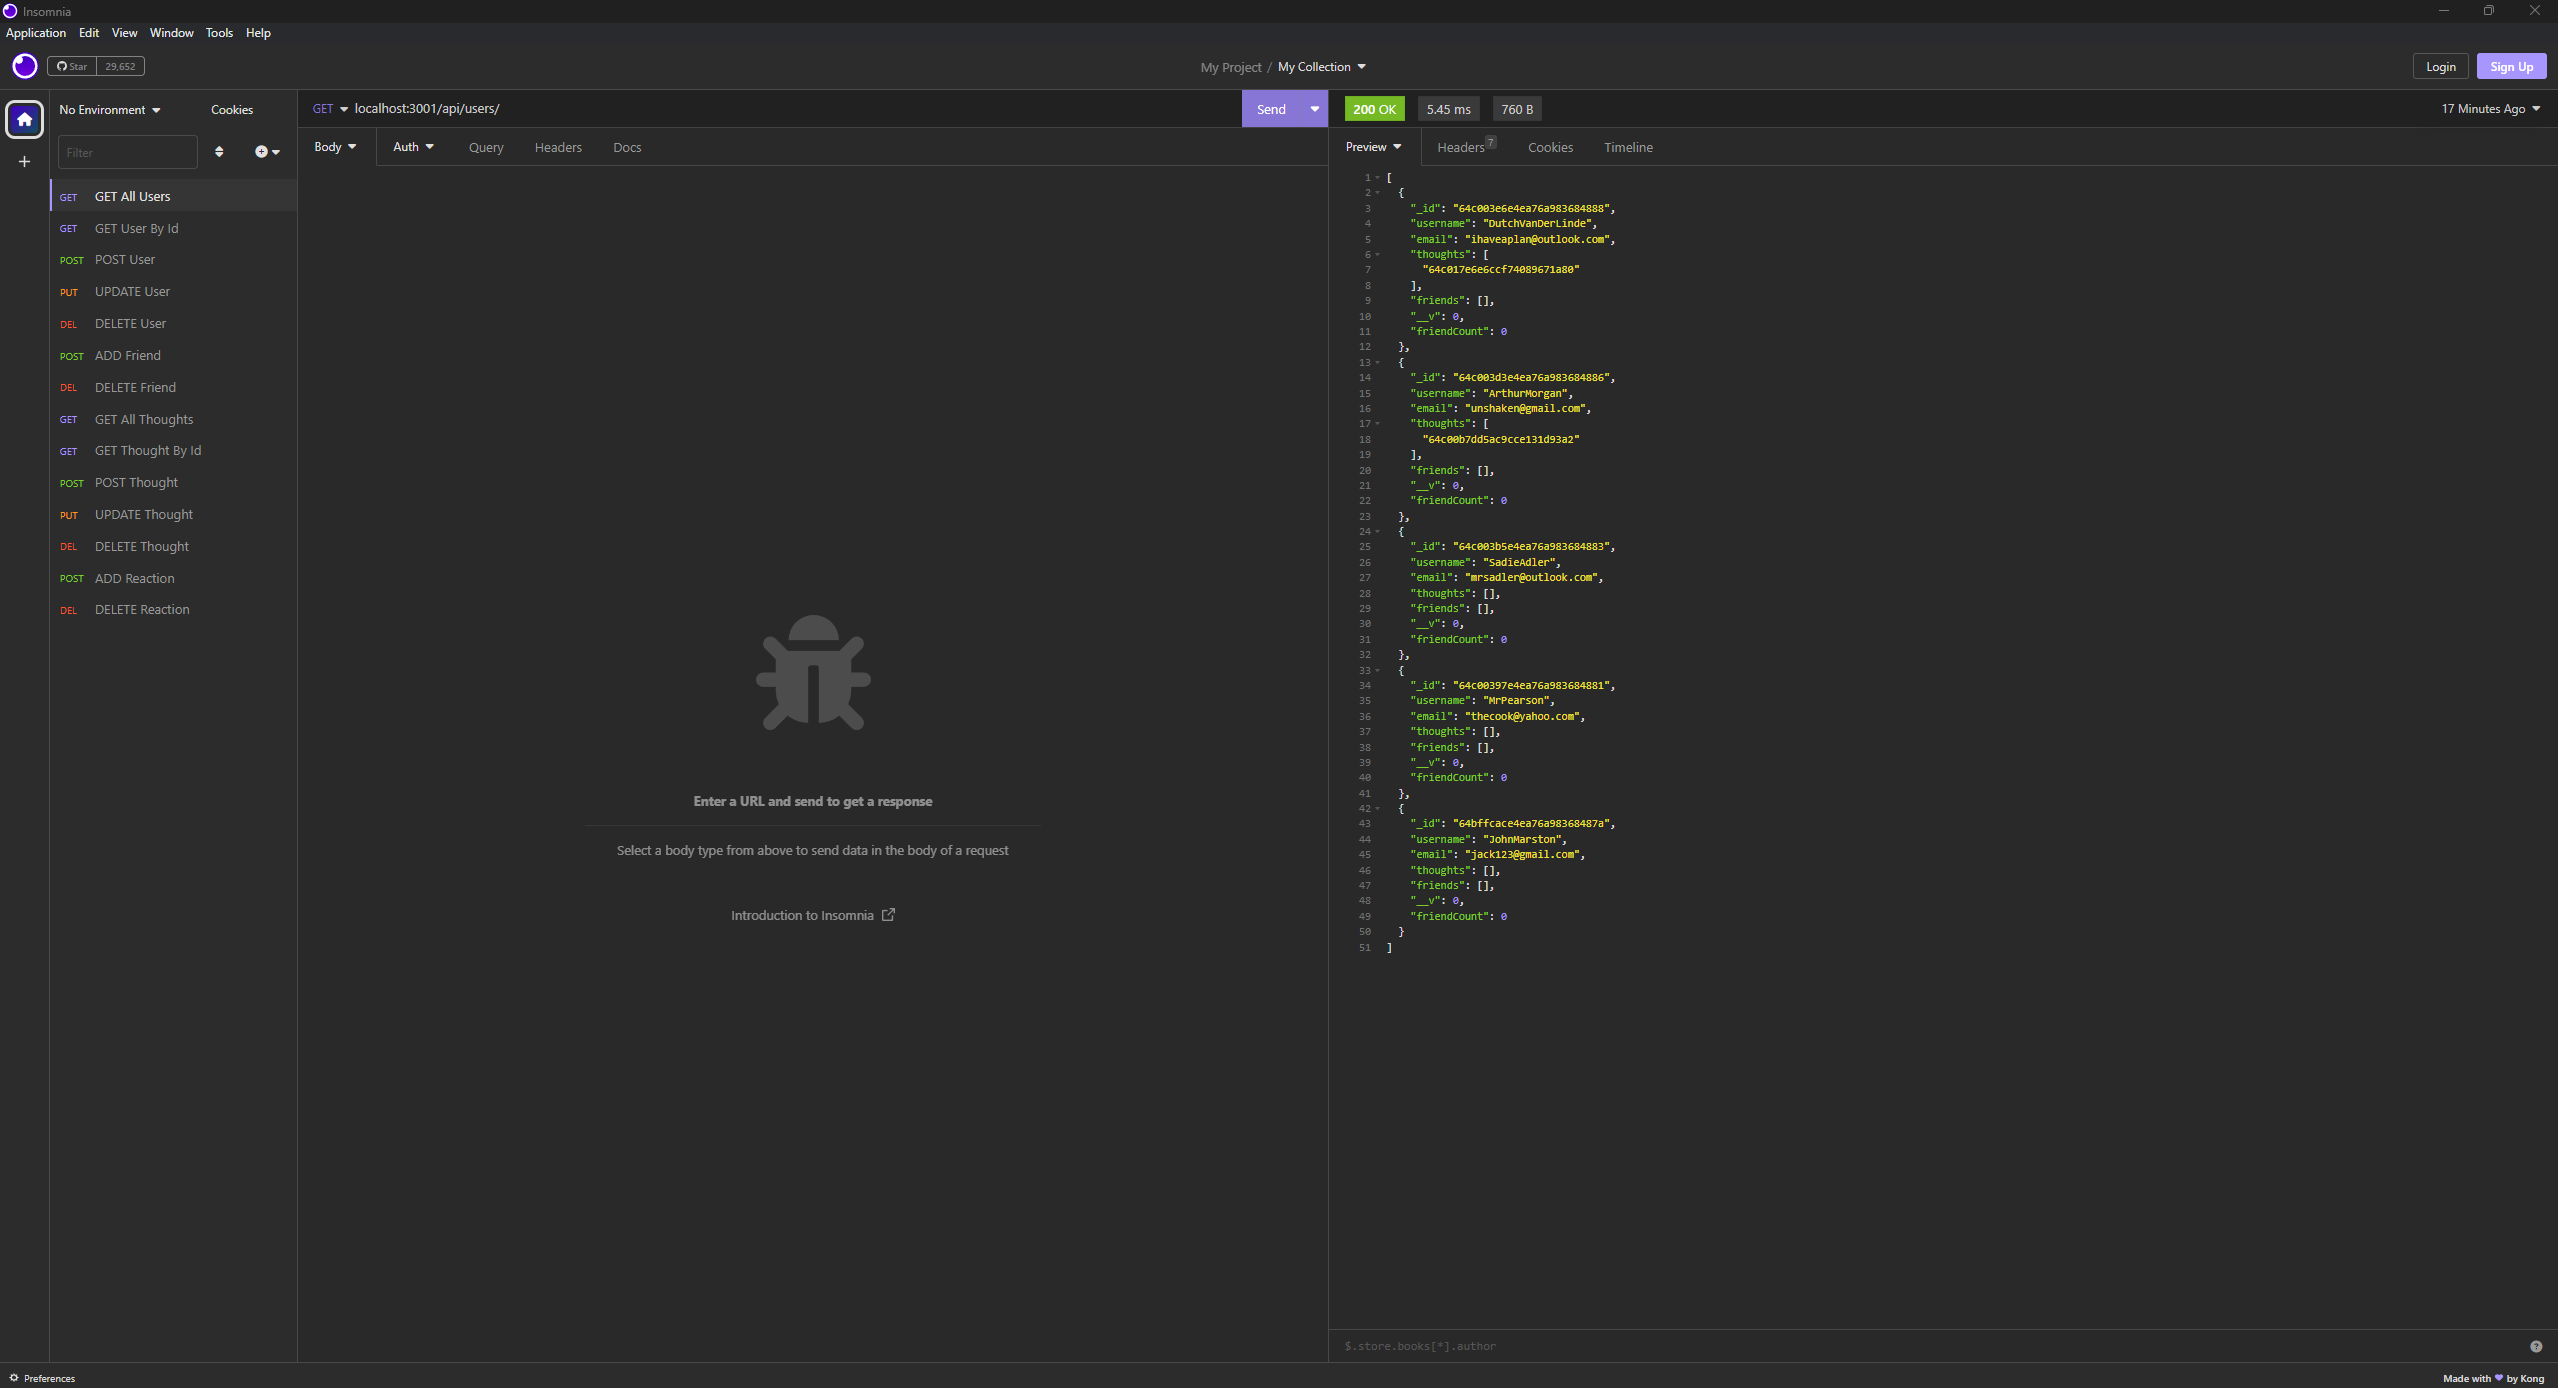 Insomnia
Application Edit View Window Tools Help
Star 29,652
My Project / My Collection
Login Sign Up
No Environment Cookies
Filter
GET GET All Users
GET GET User By Id
POST POST User
PUT UPDATE User
DEL DELETE User
POST ADD Friend
DEL DELETE Friend
GET GET All Thoughts
GET GET Thought By Id
POST POST Thought
PUT UPDATE Thought
DEL DELETE Thought
POST ADD Reaction
DEL DELETE Reaction
GET localhost:3001/api/users/ Send
Body Auth Query Headers Docs
Enter a URL and send to get a response
Select a body type from above to send data in the body of a request
Introduction to Insomnia
200 OK 5.45 ms 760 B 17 Minutes Ago
Preview Headers 7 Cookies Timeline
1 [
2 {
3 "_id": "64c003e6e4ea76a983684888",
4 "username": "DutchVanDerLinde",
5 "email": "ihaveaplan@outlook.com",
6 "thoughts": [
7 "64c017e6e6ccf74089671a80"
8 ],
9 "friends": [],
10 "__v": 0,
11 "friendCount": 0
12 },
13 {
14 "_id": "64c003d3e4ea76a983684886",
15 "username": "ArthurMorgan",
16 "email": "unshaken@gmail.com",
17 "thoughts": [
18 "64c00b7dd5ac9cce131d93a2"
19 ],
20 "friends": [],
21 "__v": 0,
22 "friendCount": 0
23 },
24 {
25 "_id": "64c003b5e4ea76a983684883",
26 "username": "SadieAdler",
27 "email": "mrsadler@outlook.com",
28 "thoughts": [],
29 "friends": [],
30 "__v": 0,
31 "friendCount": 0
32 },
33 {
34 "_id": "64c00397e4ea76a983684881",
35 "username": "MrPearson",
36 "email": "thecook@yahoo.com",
37 "thoughts": [],
38 "friends": [],
39 "__v": 0,
40 "friendCount": 0
41 },
42 {
43 "_id": "64bffcace4ea76a98368487a",
44 "username": "JohnMarston",
45 "email": "jack123@gmail.com",
46 "thoughts": [],
47 "friends": [],
48 "__v": 0,
49 "friendCount": 0
50 }
51 ]
$.store.books[*].author
Preferences
Made with ♥ by Kong